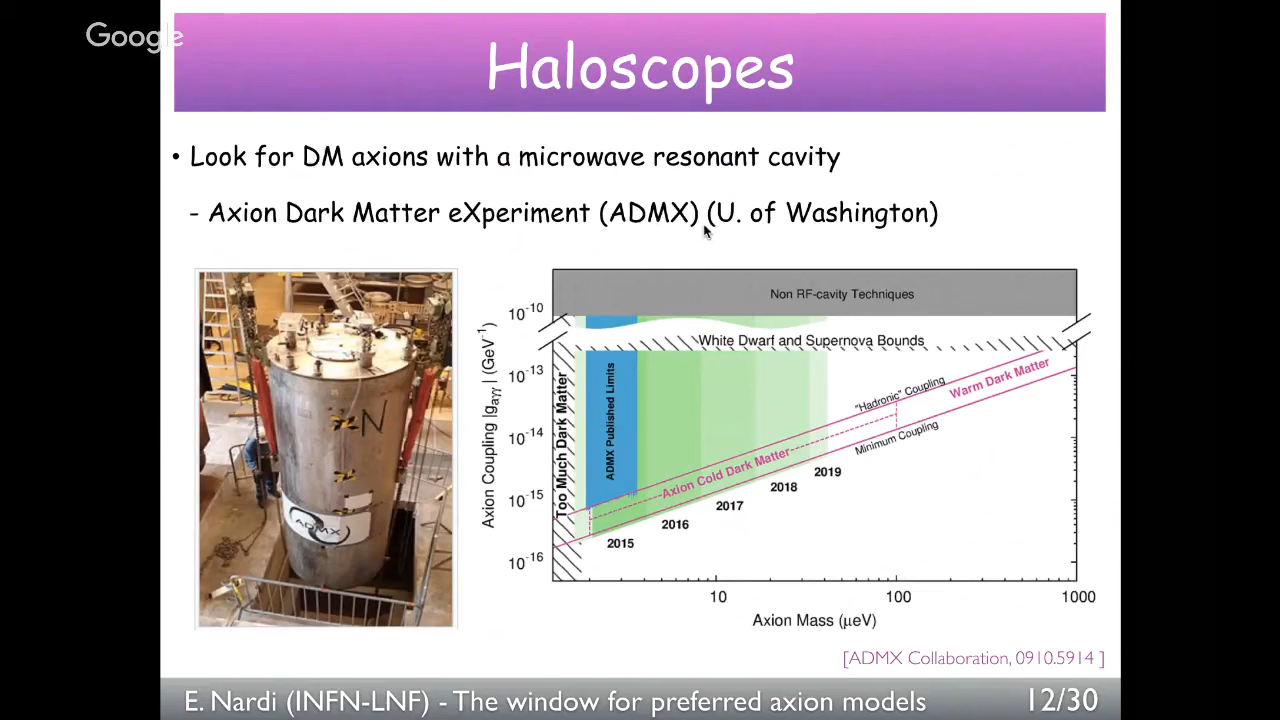 Google
Haloscopes
• Look for DM axions with a microwave resonant cavity
- Axion Dark Matter eXperiment (ADMX) (U. of Washington)
N
ADMX
Axion Coupling |gaγγ| (GeV⁻¹)
10⁻¹⁰
10⁻¹³
10⁻¹⁴
10⁻¹⁵
10⁻¹⁶
Non RF-cavity Techniques
White Dwarf and Supernova Bounds
Too Much Dark Matter
ADMX Published Limits
"Hadronic" Coupling
Warm Dark Matter
Minimum Coupling
Axion Cold Dark Matter
2015
2016
2017
2018
2019
10
100
1000
Axion Mass (μeV)
[ADMX Collaboration, 0910.5914 ]
E. Nardi (INFN-LNF) - The window for preferred axion models
12/30